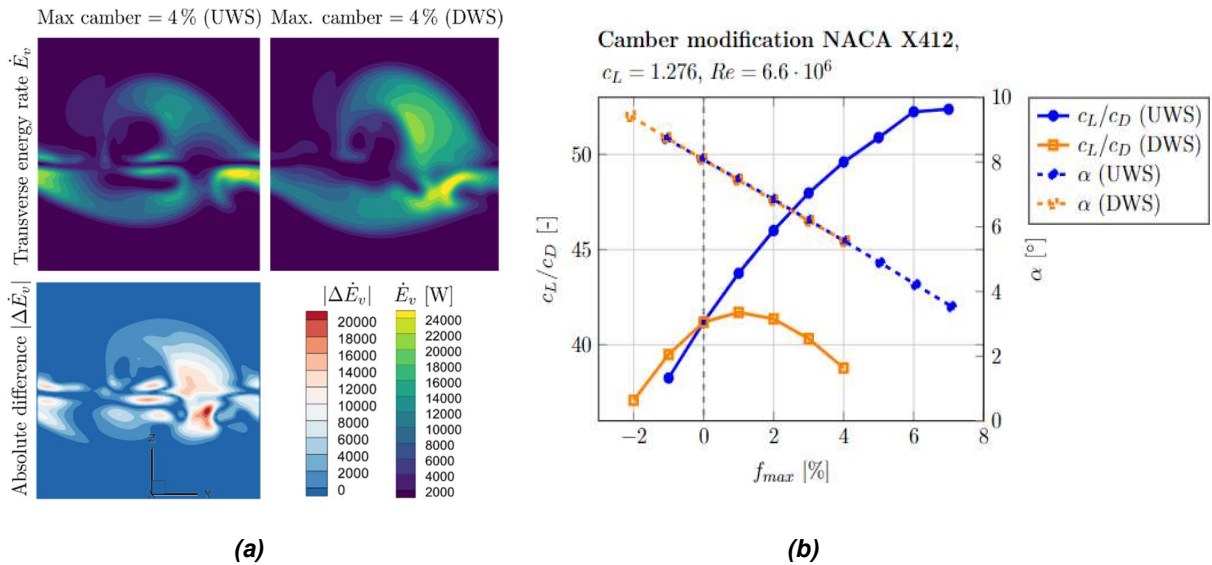 Max camber = 4% (UWS) Max. camber = 4% (DWS)
Transverse energy rate Ė_v
Absolute difference |ΔĖ_v|
|ΔĖ_v|
20000
18000
16000
14000
12000
10000
8000
6000
4000
2000
0
Ė_v [W]
24000
22000
20000
18000
16000
14000
12000
10000
8000
6000
4000
2000
Z
X
Y
(a)
Camber modification NACA X412,
c_L = 1.276, Re = 6.6 · 10⁶
c_L/c_D [-]
50
45
40
−2 0 2 4 6 8
f_max [%]
10
8
6
4
2
0
α [°]
c_L/c_D (UWS)
c_L/c_D (DWS)
α (UWS)
α (DWS)
(b)